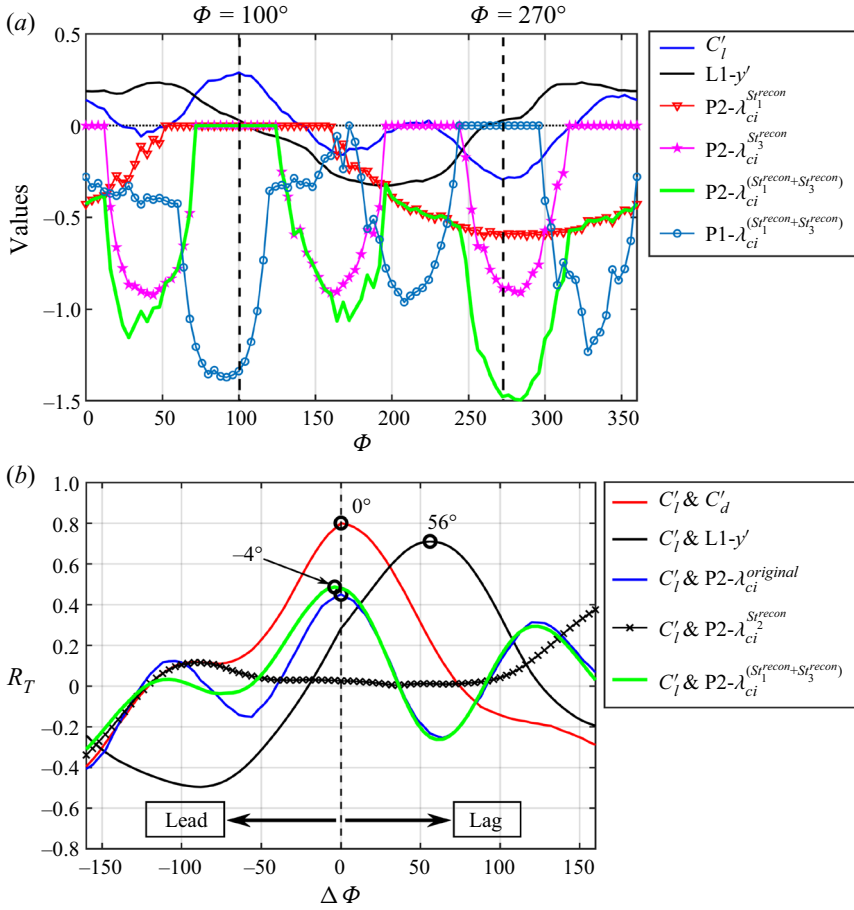 (a)
Φ = 100°
Φ = 270°
0.5
0
−0.5
−1.0
−1.5
Values
0
50
100
150
200
250
300
350
Φ
C′l
L1-y′
P2-λci^St1^recon
P2-λci^St3^recon
P2-λci^(St1^recon+St3^recon)
P1-λci^(St1^recon+St3^recon)
(b)
1.0
0.8
0.6
0.4
0.2
0
−0.2
−0.4
−0.6
−0.8
RT
0°
56°
−4°
Lead
Lag
−150
−100
−50
0
50
100
150
Δ Φ
C′l & C′d
C′l & L1-y′
C′l & P2-λci^original
C′l & P2-λci^St2^recon
C′l & P2-λci^(St1^recon+St3^recon)